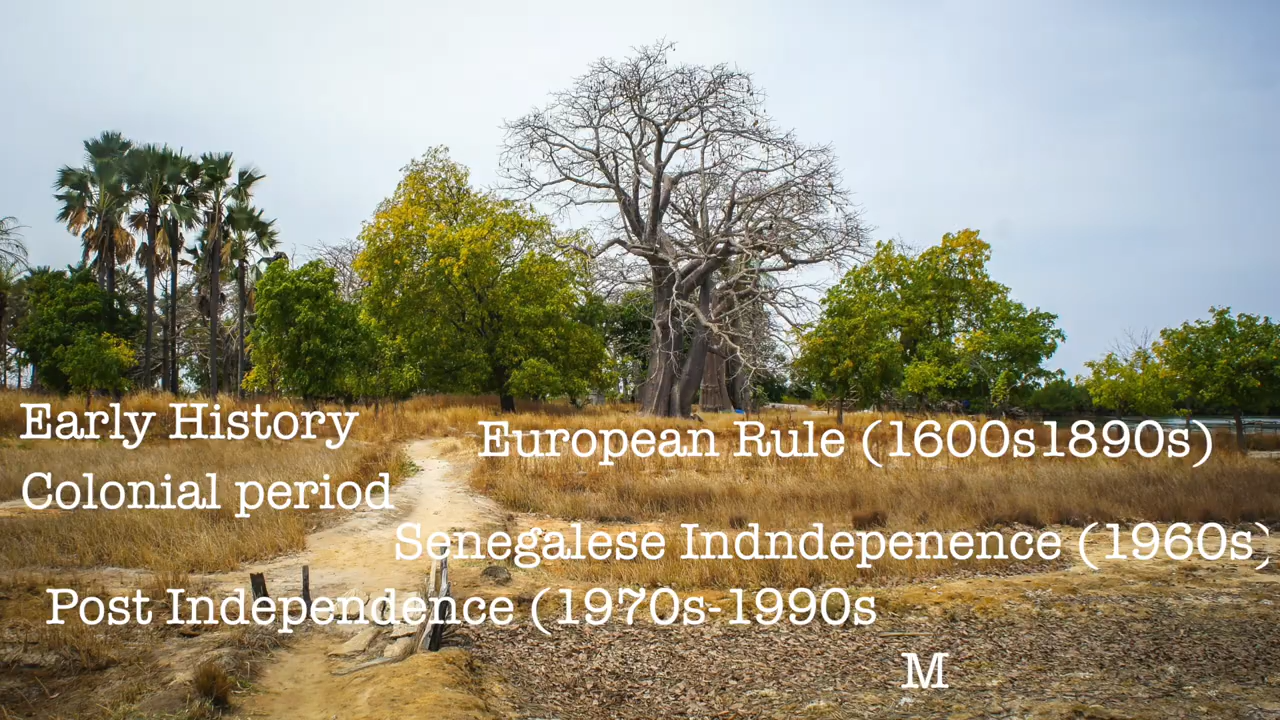 Early History
European Rule (1600s1890s)
Colonial period
Senegalese Indndepenence (1960s)
Post Independence (1970s-1990s
M